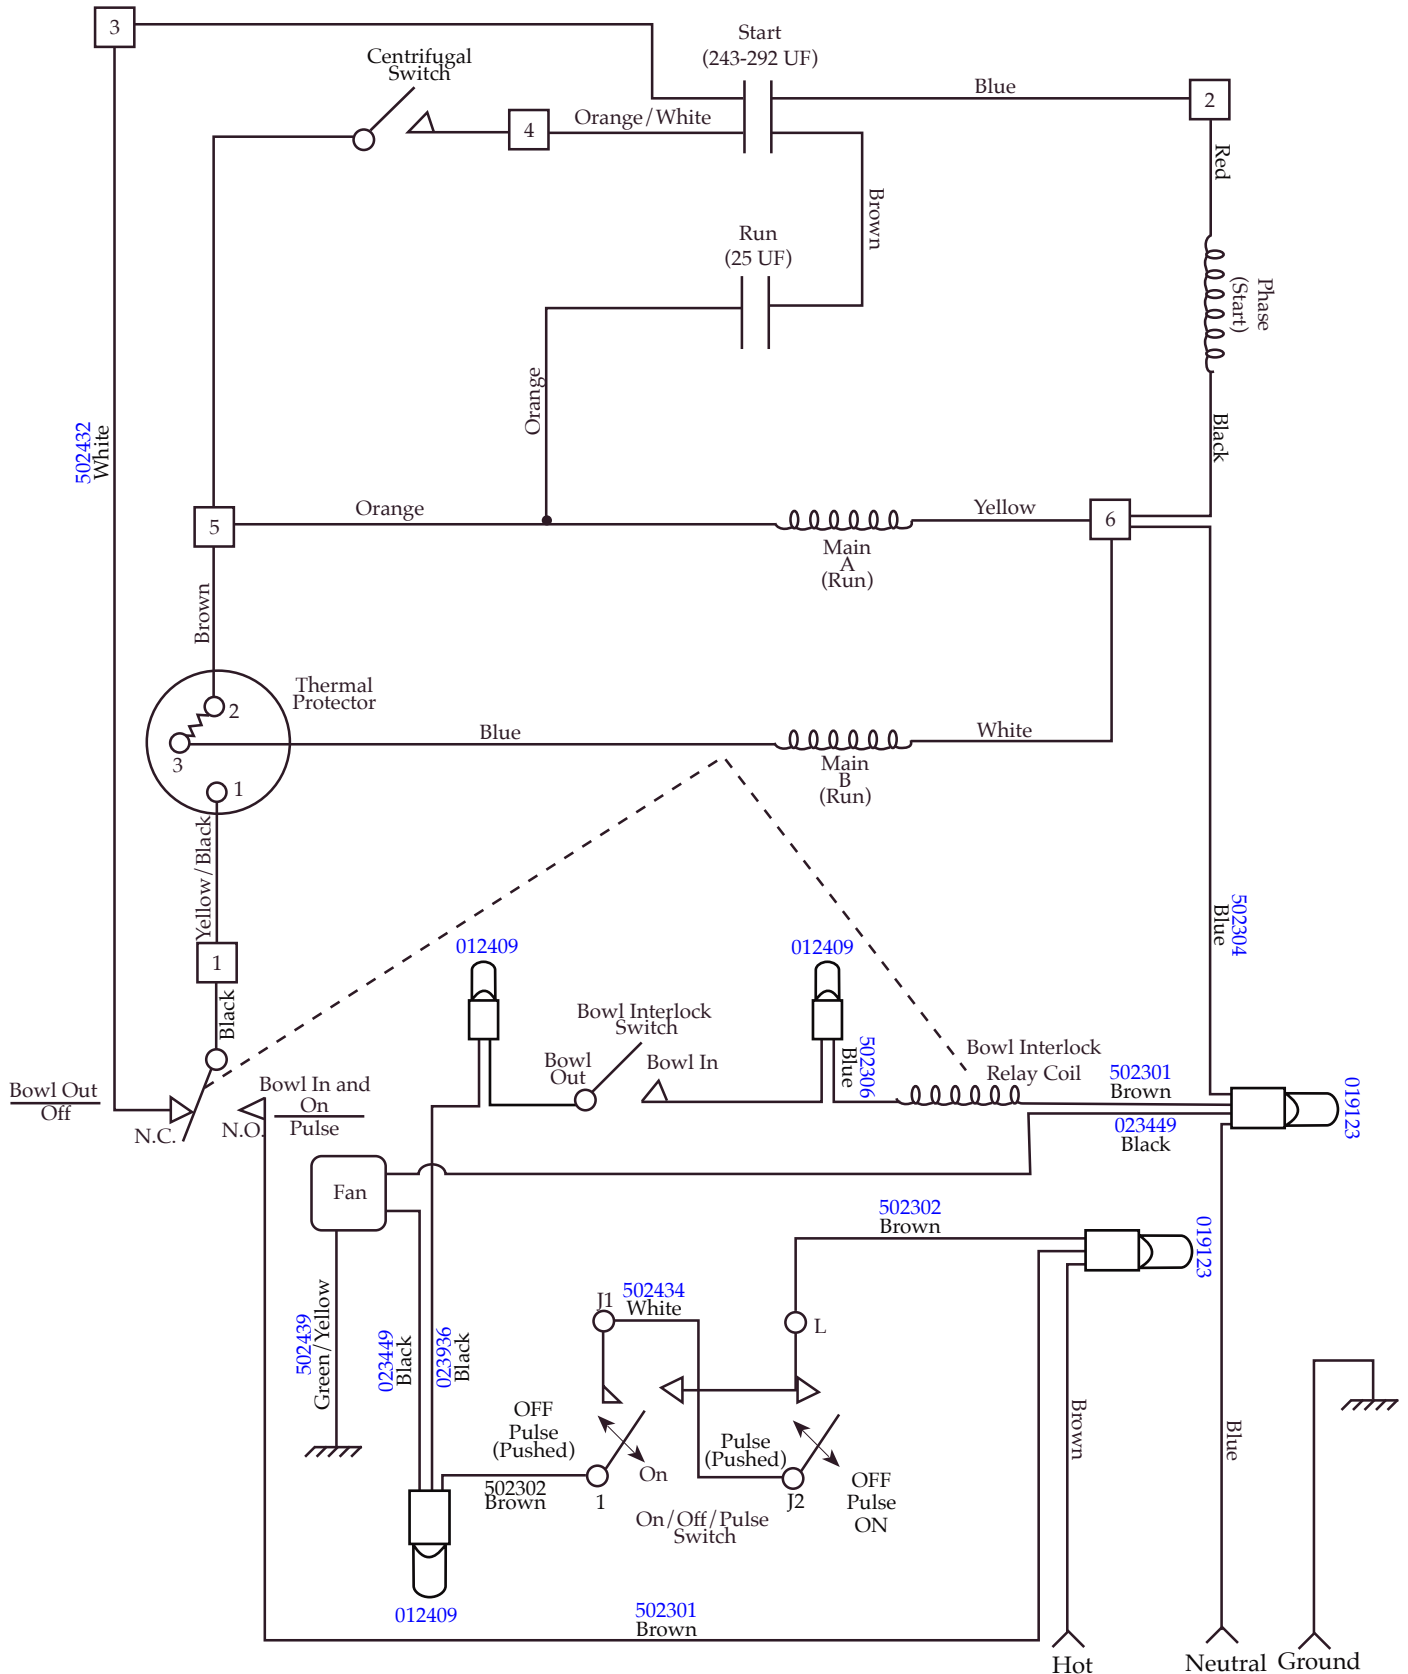 3
Start
(243-292 UF)
Centrifugal
Switch
Blue
2
4
Orange/White
Red
Brown
Run
(25 UF)
Phase
(Start)
Orange
502432
White
Black
5
Orange
Yellow
6
Main
A
(Run)
Brown
Thermal
Protector
2
3
1
Blue
White
Main
B
(Run)
Yellow/Black
1
Black
502304
Blue
012409
012409
Bowl Interlock
Switch
Bowl
Out
Bowl In
502306
Blue
Bowl Interlock
Relay Coil
502301
Brown
023449
Black
019123
Bowl Out
Off
N.C.
Bowl In and
On
Pulse
N.O.
Fan
502302
Brown
019123
502439
Green/Yellow
023449
Black
023936
Black
J1
502434
White
L
OFF
Pulse
(Pushed)
On
Pulse
(Pushed)
OFF
Pulse
ON
502302
Brown
1
J2
On/Off/Pulse
Switch
Brown
Blue
012409
502301
Brown
Hot
Neutral
Ground